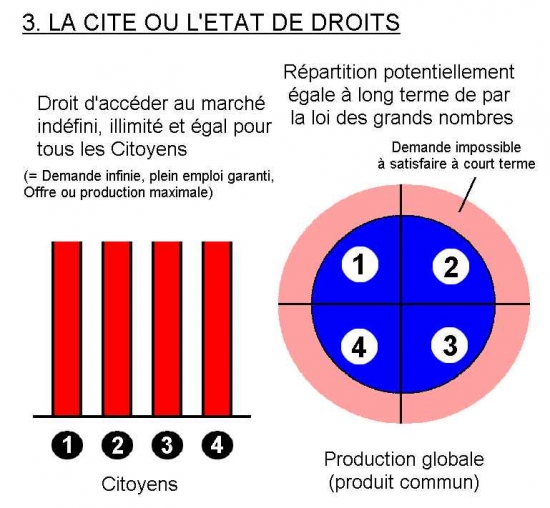 3. LA CITE OU L'ETAT DE DROITS
Droit d'accéder au marché
indéfini, illimité et égal pour
tous les Citoyens
(= Demande infinie, plein emploi garanti,
Offre ou production maximale)
Répartition potentiellement
égale à long terme de par
la loi des grands nombres
Demande impossible
à satisfaire à court terme
1 2
4 3
1 2 3 4
Citoyens
Production globale
(produit commun)